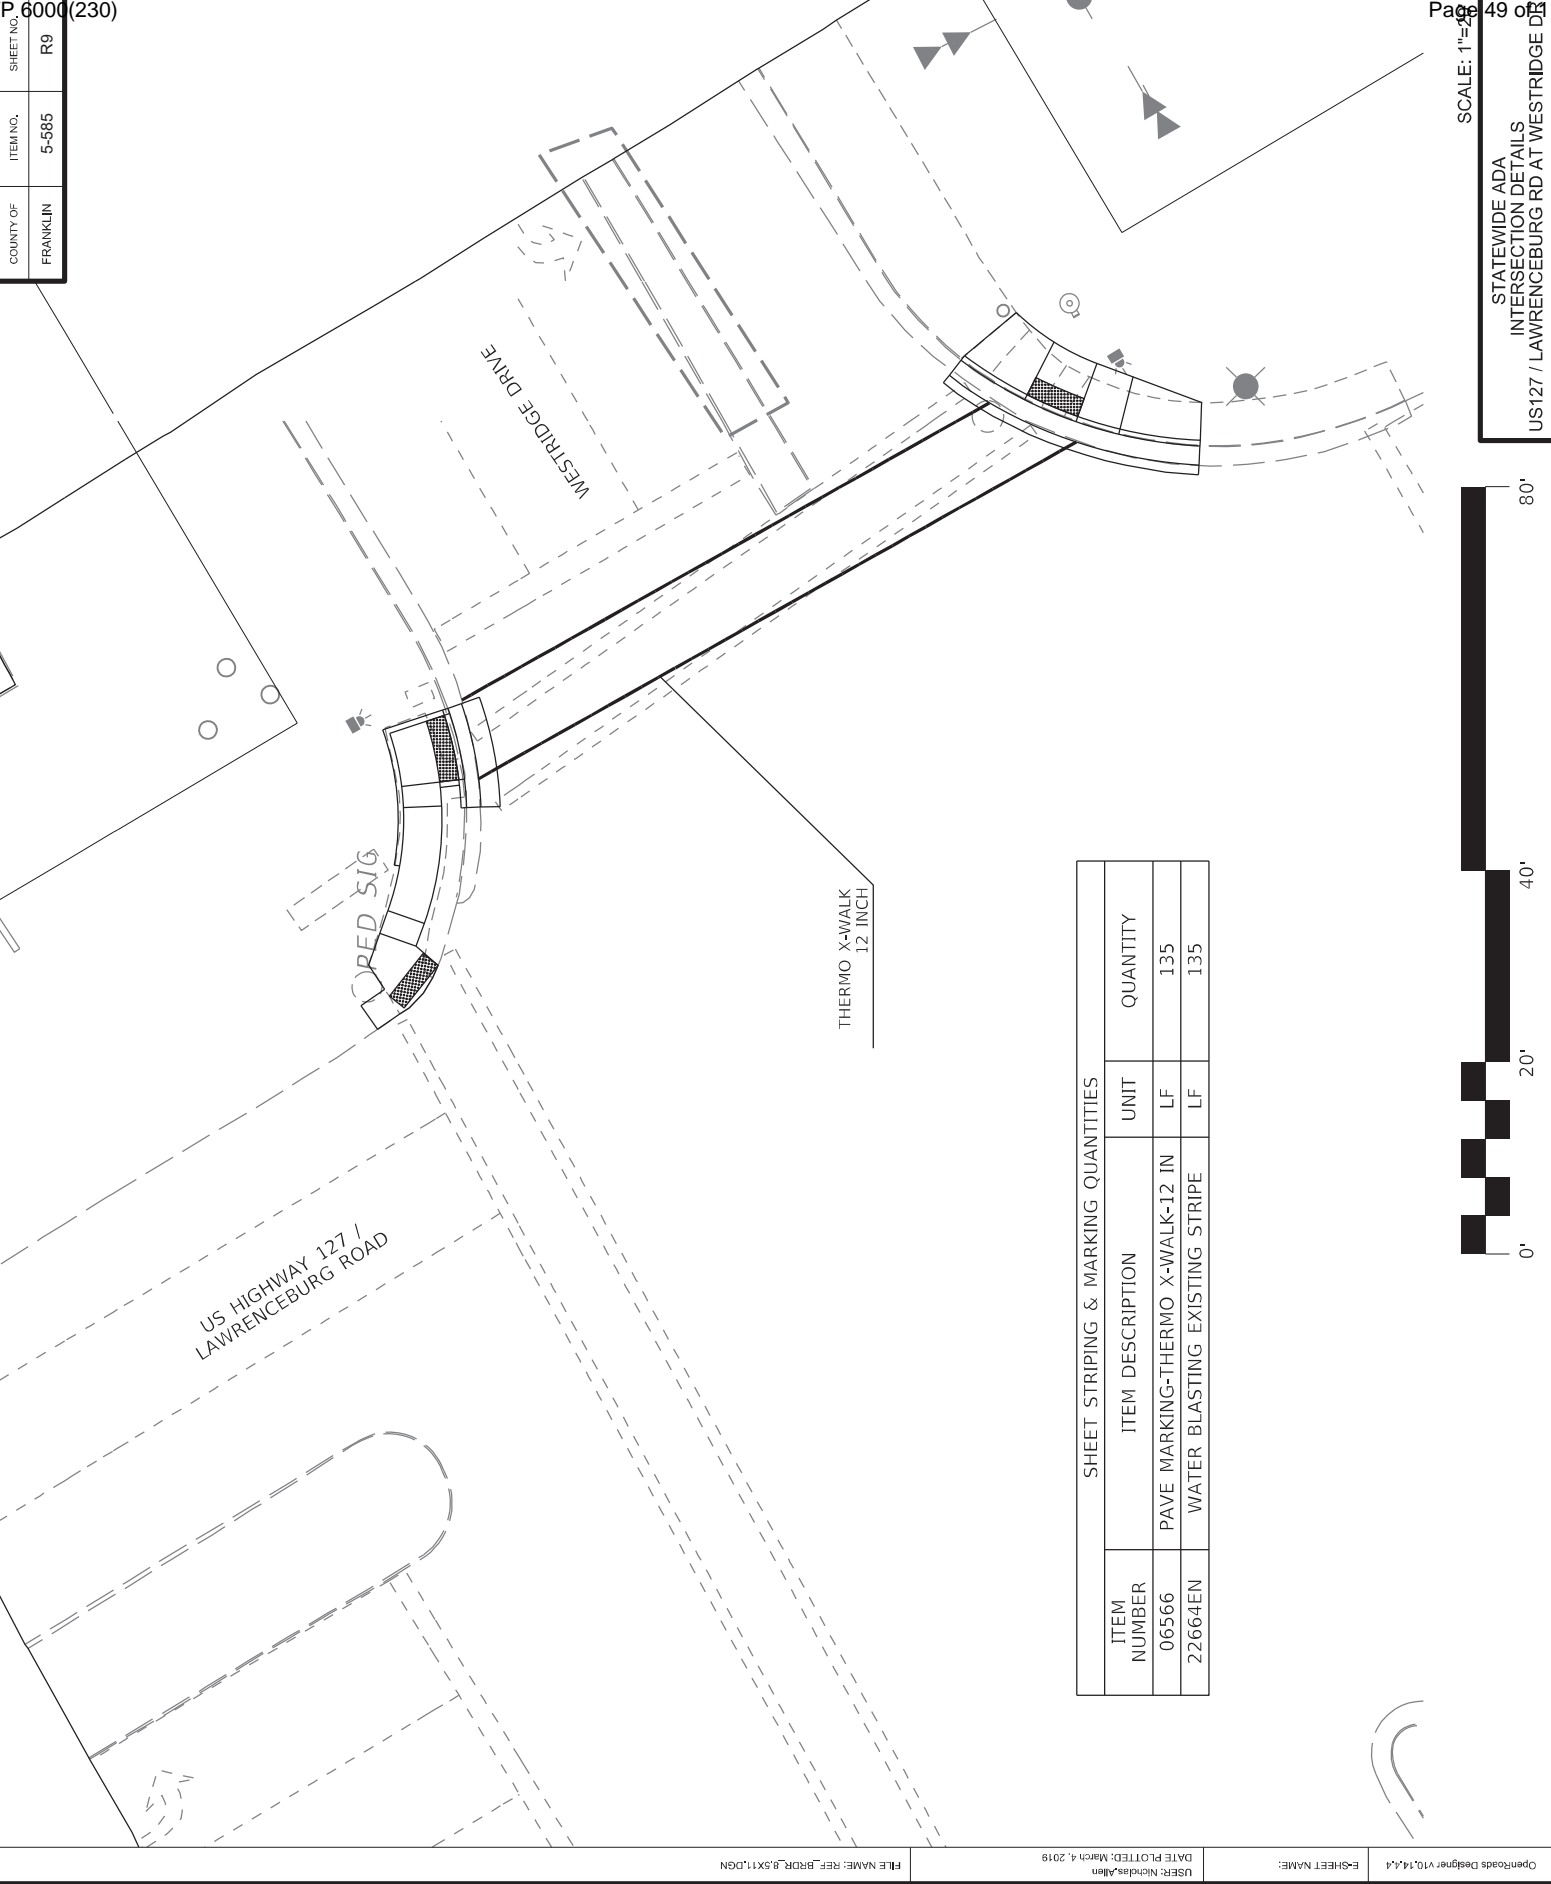 P.6000(230)
Page 49 of 1
COUNTY OF
ITEM NO.
SHEET NO.
FRANKLIN
5-585
R9
SCALE: 1"=20'
STATEWIDE ADA
INTERSECTION DETAILS
US127 / LAWRENCEBURG RD AT WESTRIDGE DR
WESTRIDGE DRIVE
PED SIG
THERMO X-WALK
12 INCH
US HIGHWAY 127 /
LAWRENCEBURG ROAD
SHEET STRIPING & MARKING QUANTITIES
ITEM NUMBER
ITEM DESCRIPTION
UNIT
QUANTITY
06566 PAVE MARKING-THERMO X-WALK-12 IN LF 135
22664EN WATER BLASTING EXISTING STRIPE LF 135
0' 20' 40' 80'
FILE NAME: REF_BRDR_8.5X11.DGN
USER: Nicholas.Allen
DATE PLOTTED: March 4, 2019
E-SHEET NAME:
OpenRoads Designer v10.14.4.4